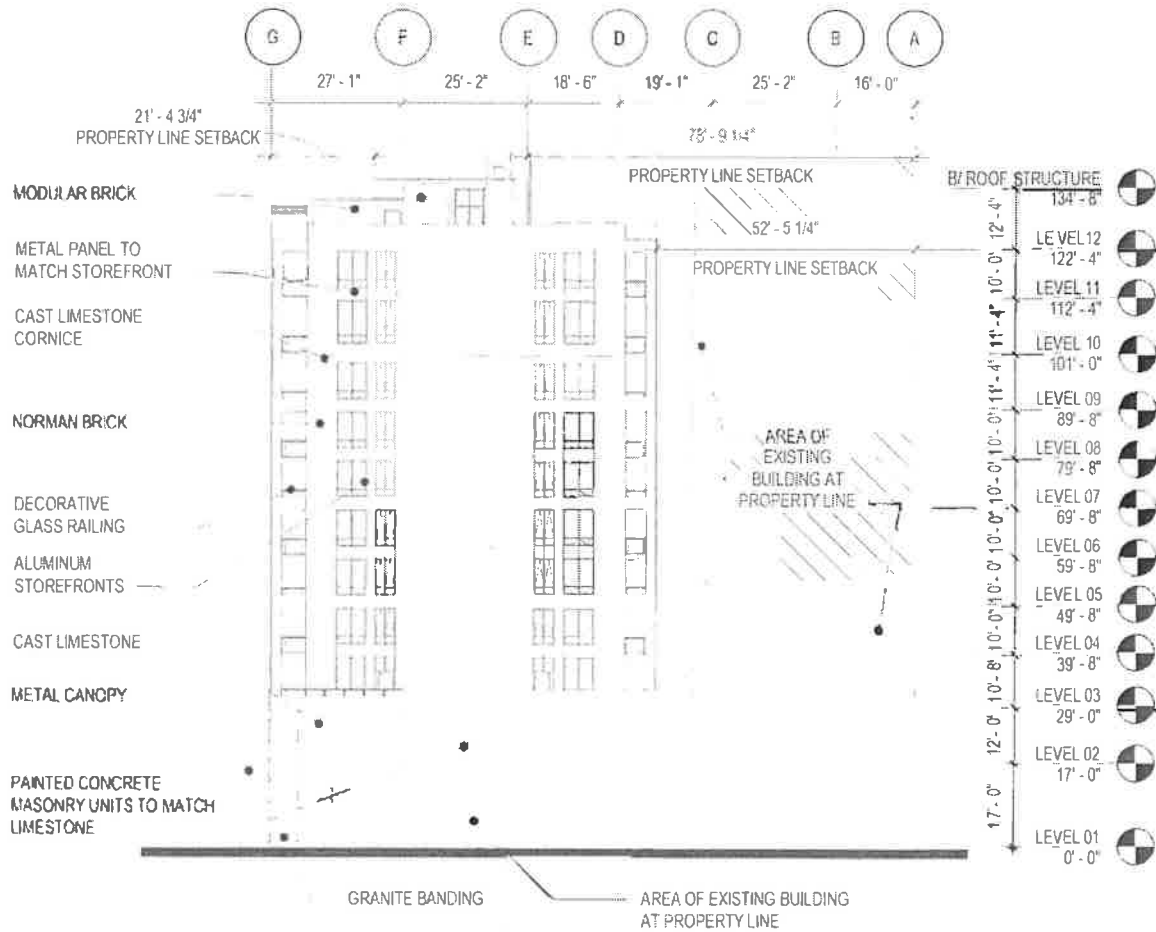 G F E D C B A
27' - 1" 25' - 2" 18' - 6" 19' - 1" 25' - 2" 16' - 0"
21' - 4 3/4"
PROPERTY LINE SETBACK
78' - 9 1/4"
PROPERTY LINE SETBACK
52' - 5 1/4"
PROPERTY LINE SETBACK
MODULAR BRICK
METAL PANEL TO
MATCH STOREFRONT
CAST LIMESTONE
CORNICE
NORMAN BRICK
DECORATIVE
GLASS RAILING
ALUMINUM
STOREFRONTS
CAST LIMESTONE
METAL CANOPY
PAINTED CONCRETE
MASONRY UNITS TO MATCH
LIMESTONE
AREA OF
EXISTING
BUILDING AT
PROPERTY LINE
B/ ROOF STRUCTURE
134' - 8"
12' - 4"
LEVEL 12
122' - 4"
10' - 0"
LEVEL 11
112' - 4"
11' - 4"
LEVEL 10
101' - 0"
11' - 4"
LEVEL 09
89' - 8"
10' - 0"
LEVEL 08
79' - 8"
10' - 0"
LEVEL 07
69' - 8"
10' - 0"
LEVEL 06
59' - 8"
10' - 0"
LEVEL 05
49' - 8"
10' - 0"
LEVEL 04
39' - 8"
10' - 8"
LEVEL 03
29' - 0"
12' - 0"
LEVEL 02
17' - 0"
17' - 0"
LEVEL 01
0' - 0"
GRANITE BANDING
AREA OF EXISTING BUILDING
AT PROPERTY LINE